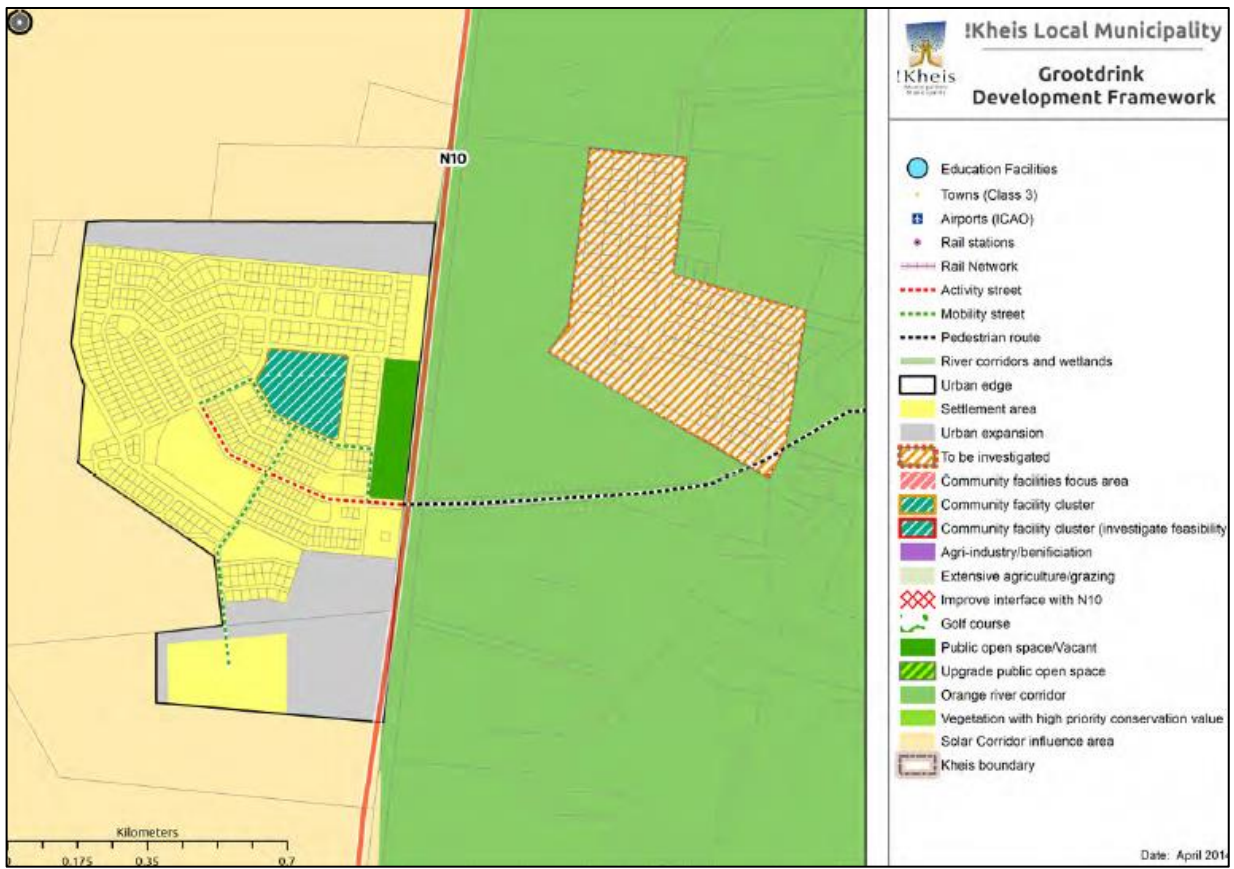 !Kheis Local Municipality
!Kheis
Grootdrink
Development Framework
N10
Education Facilities
Towns (Class 3)
Airports (ICAO)
Rail stations
Rail Network
Activity street
Mobility street
Pedestrian route
River corridors and wetlands
Urban edge
Settlement area
Urban expansion
To be investigated
Community facilities focus area
Community facility cluster
Community facility cluster (investigate feasibility
Agri-industry/benificiation
Extensive agriculture/grazing
Improve interface with N10
Golf course
Public open space/Vacant
Upgrade public open space
Orange river corridor
Vegetation with high priority conservation value
Solar Corridor influence area
Kheis boundary
Kilometers
0 0.175 0.35 0.7
Date: April 2014